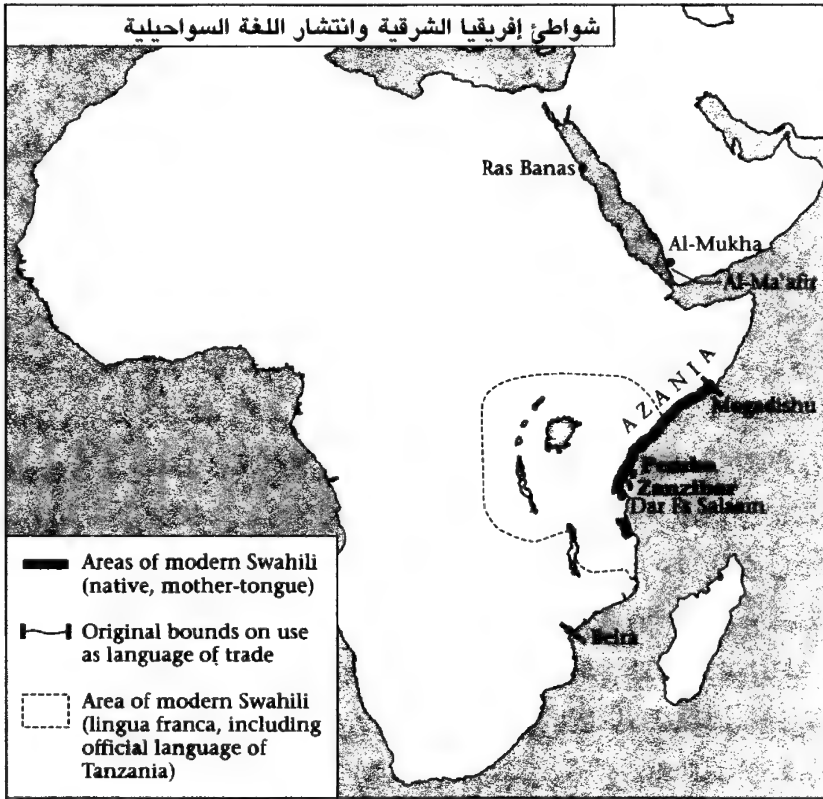 شواطئ إفريقيا الشرقية وانتشار اللغة السواحيلية
Ras Banas
Al-Mukha
Al-Ma'afir
AZANIA
Mogadishu
Pemba
Zanzibar
Dar Es Salaam
Beira
Areas of modern Swahili
(native, mother-tongue)
Original bounds on use
as language of trade
Area of modern Swahili
(lingua franca, including
official language of
Tanzania)